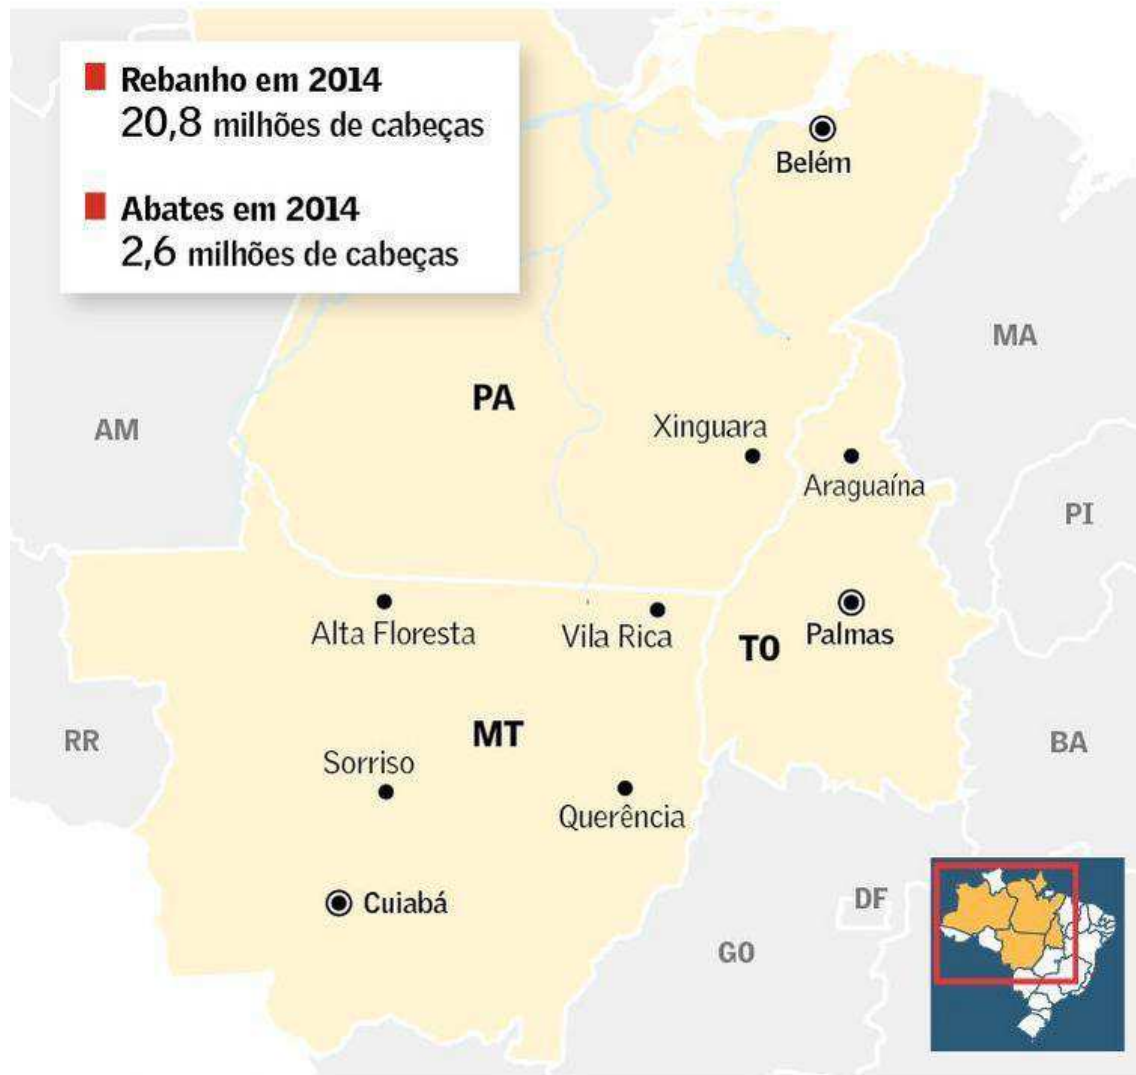 Rebanho em 2014
20,8 milhões de cabeças
Abates em 2014
2,6 milhões de cabeças
Belém
MA
PA
AM
Xinguara
Araguaína
PI
Alta Floresta
Vila Rica
TO
Palmas
RR
MT
BA
Sorriso
Querência
Cuiabá
DF
GO